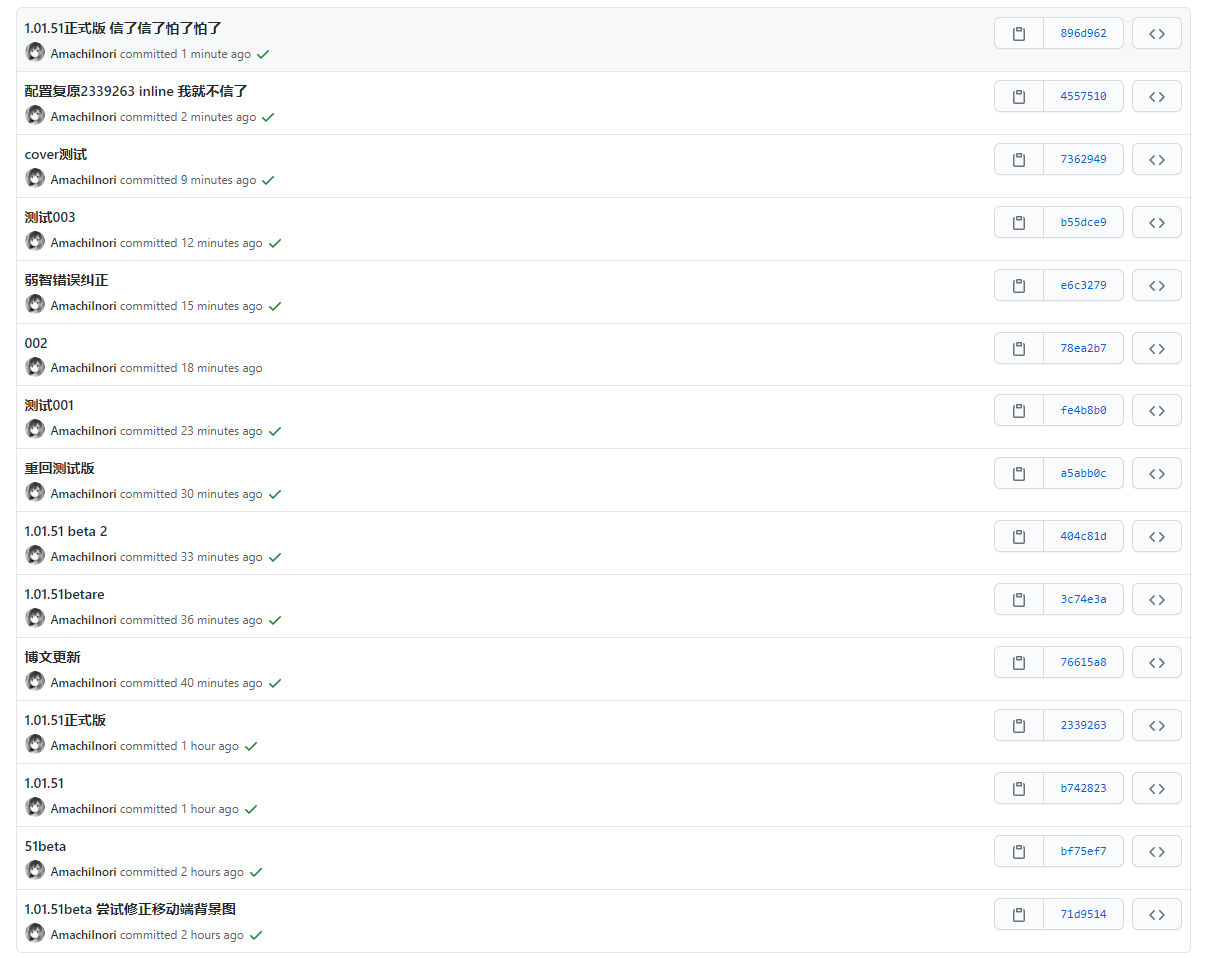 1.01.51正式版 信了信了怕了怕了
896d962
AmachiInori committed 1 minute ago
配置复原2339263 inline 我就不信了
4557510
AmachiInori committed 2 minutes ago
cover测试
7362949
AmachiInori committed 9 minutes ago
测试003
b55dce9
AmachiInori committed 12 minutes ago
弱智错误纠正
e6c3279
AmachiInori committed 15 minutes ago
002
78ea2b7
AmachiInori committed 18 minutes ago
测试001
fe4b8b0
AmachiInori committed 23 minutes ago
重回测试版
a5abb0c
AmachiInori committed 30 minutes ago
1.01.51 beta 2
404c81d
AmachiInori committed 33 minutes ago
1.01.51betare
3c74e3a
AmachiInori committed 36 minutes ago
博文更新
76615a8
AmachiInori committed 40 minutes ago
1.01.51正式版
2339263
AmachiInori committed 1 hour ago
1.01.51
b742823
AmachiInori committed 1 hour ago
51beta
bf75ef7
AmachiInori committed 2 hours ago
1.01.51beta 尝试修正移动端背景图
71d9514
AmachiInori committed 2 hours ago